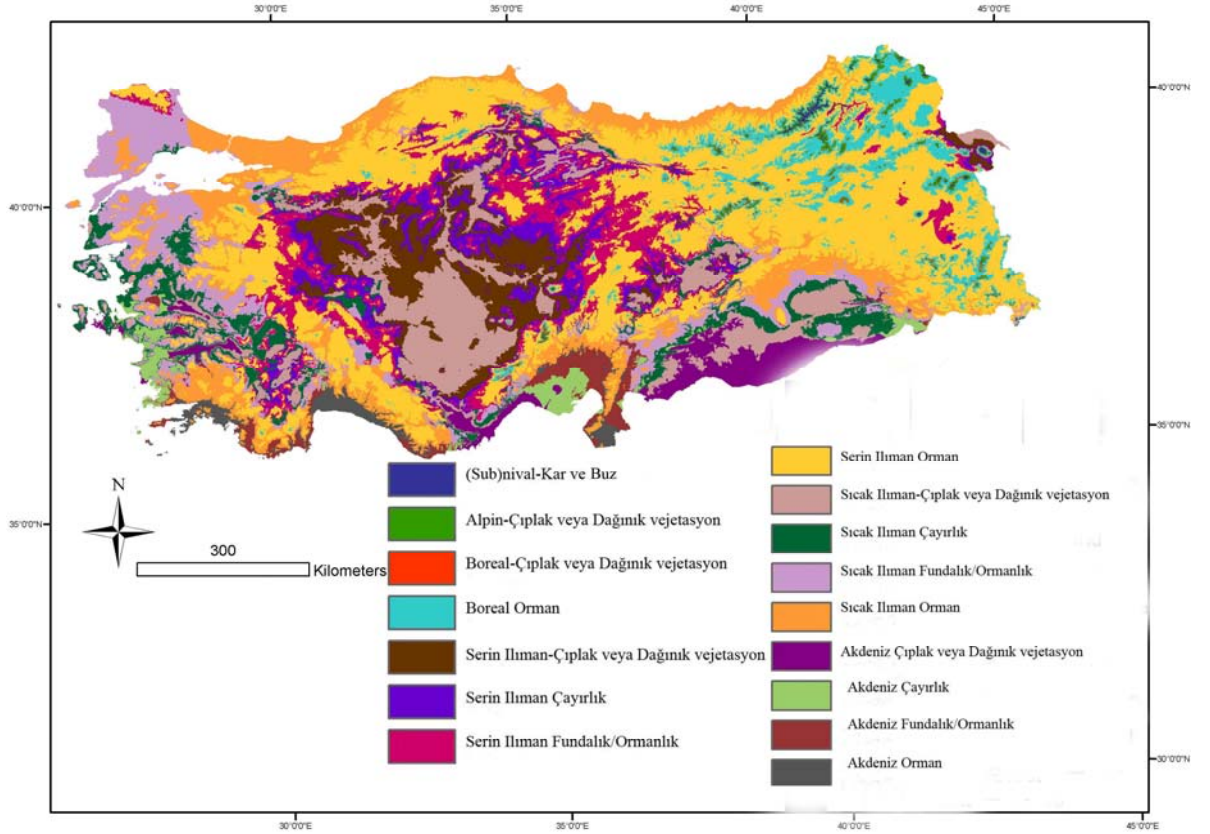 30°0'0"E
35°0'0"E
40°0'0"E
45°0'0"E
40°0'0"N
40°0'0"N
35°0'0"N
35°0'0"N
30°0'0"N
N
300
Kilometers
(Sub)nival-Kar ve Buz
Alpin-Çıplak veya Dağınık vejetasyon
Boreal-Çıplak veya Dağınık vejetasyon
Boreal Orman
Serin Ilıman-Çıplak veya Dağınık vejetasyon
Serin Ilıman Çayırlık
Serin Ilıman Fundalık/Ormanlık
Serin Ilıman Orman
Sıcak Ilıman-Çıplak veya Dağınık vejetasyon
Sıcak Ilıman Çayırlık
Sıcak Ilıman Fundalık/Ormanlık
Sıcak Ilıman Orman
Akdeniz Çıplak veya Dağınık vejetasyon
Akdeniz Çayırlık
Akdeniz Fundalık/Ormanlık
Akdeniz Orman
30°0'0"E
35°0'0"E
40°0'0"E
45°0'0"E